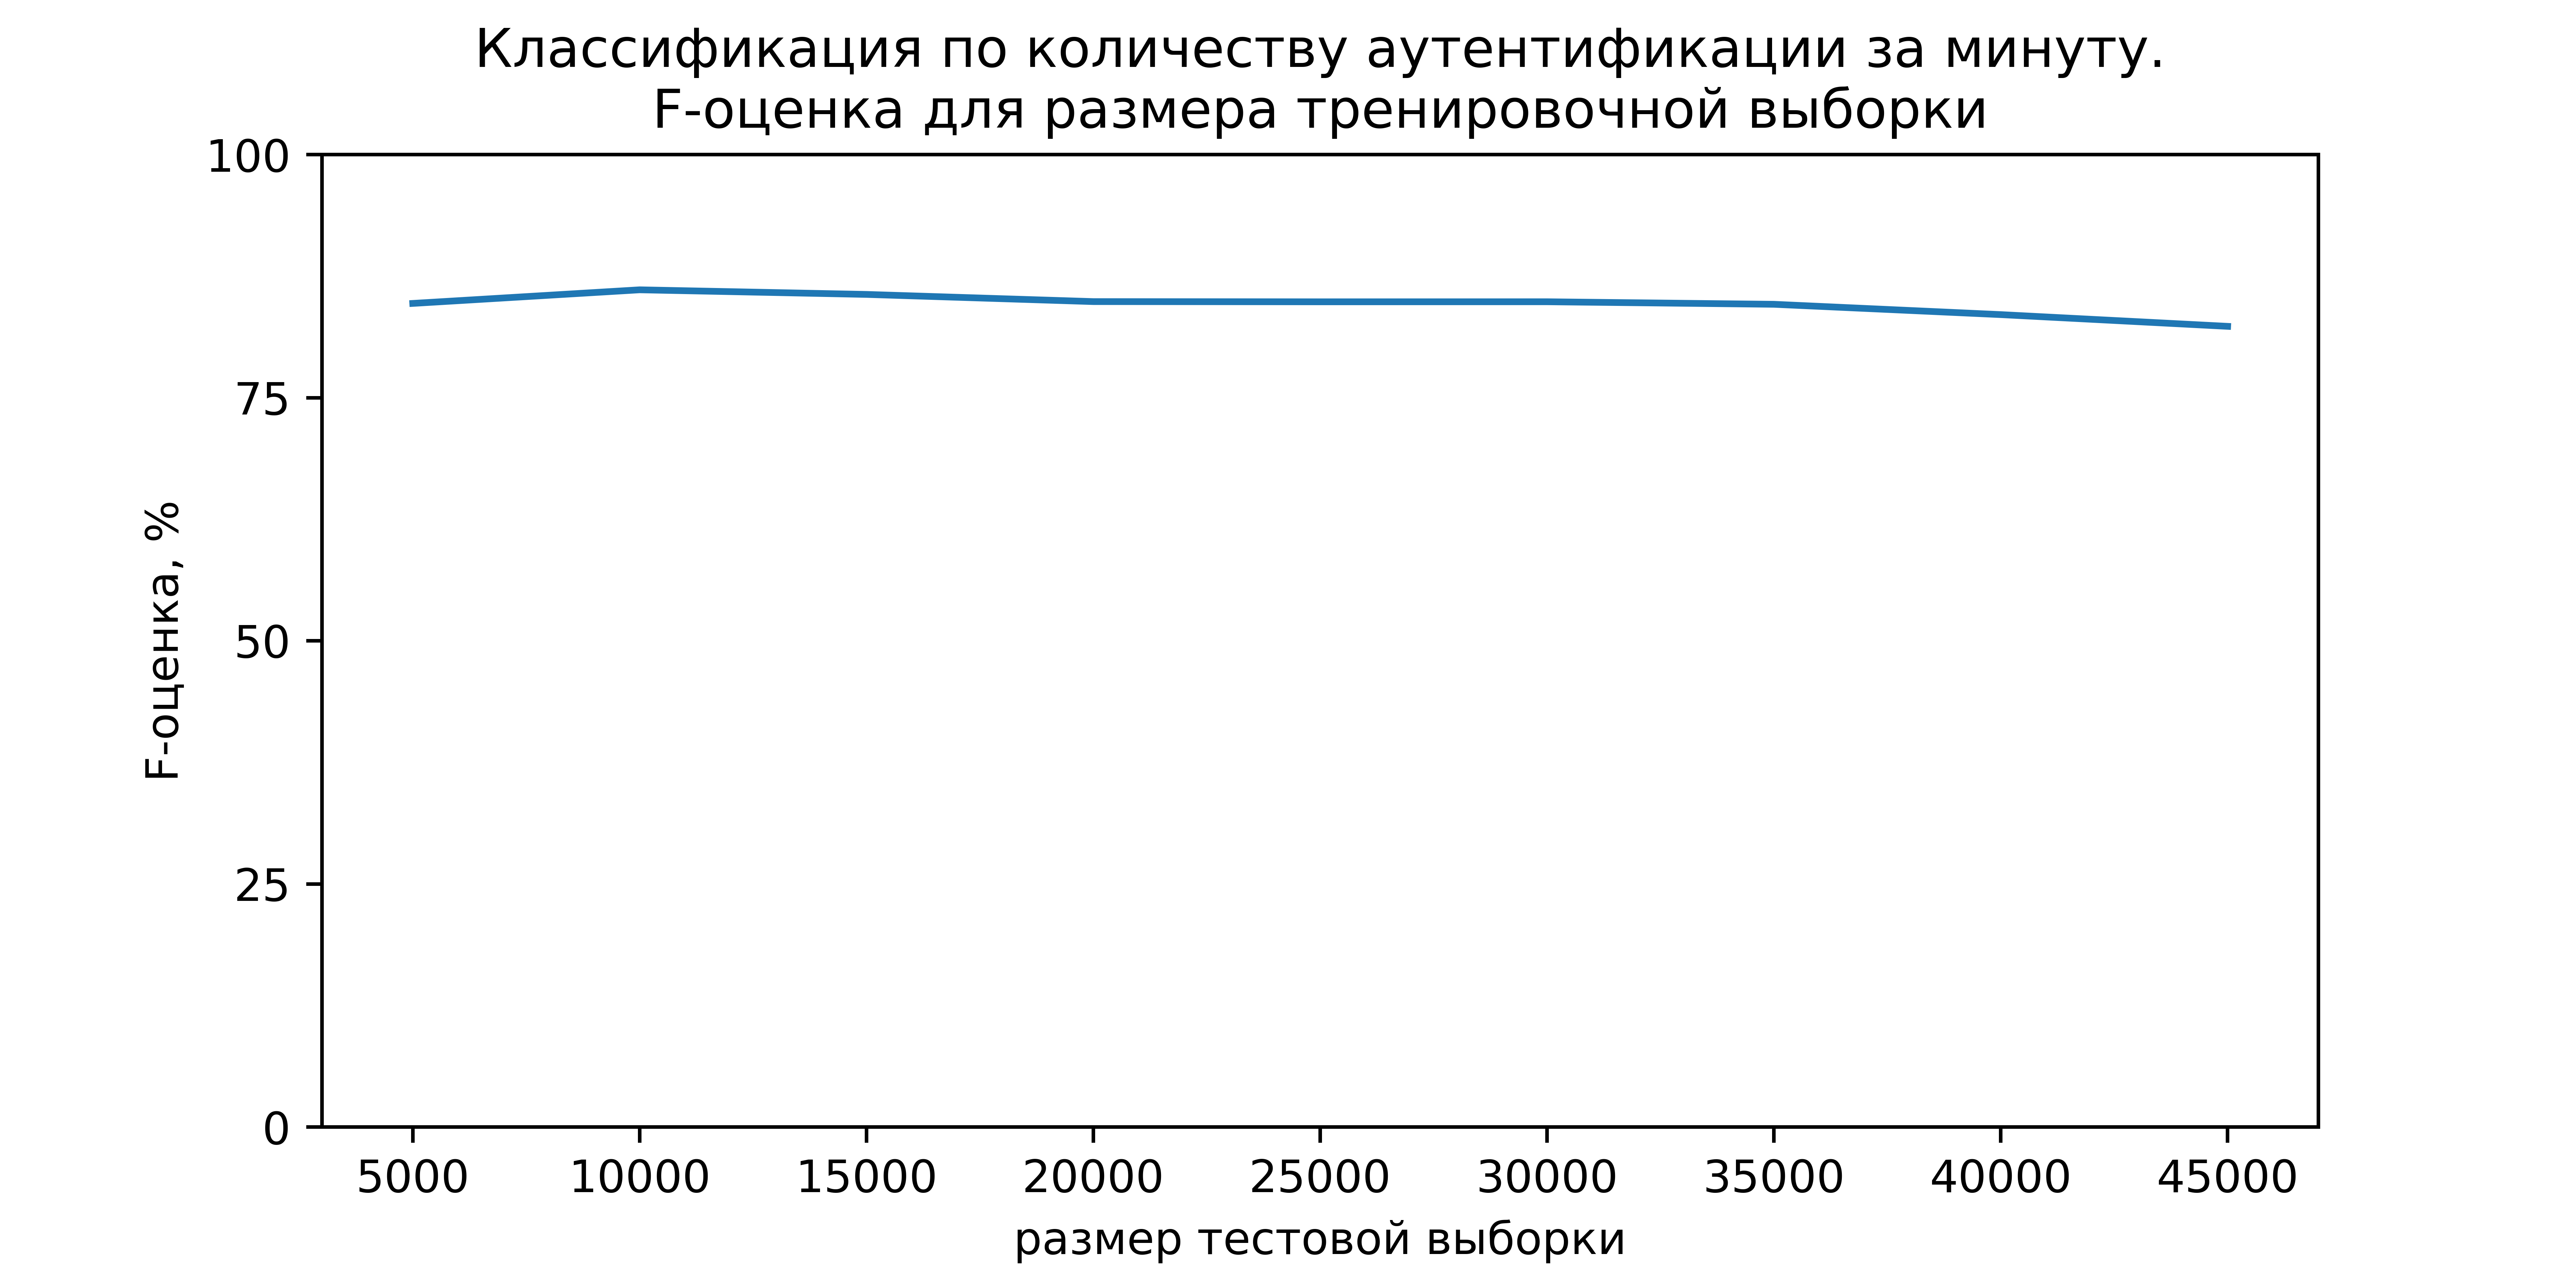 Классификация по количеству аутентификации за минуту.
F-оценка для размера тренировочной выборки
100
75
50
25
0
F-оценка, %
5000 10000 15000 20000 25000 30000 35000 40000 45000
размер тестовой выборки